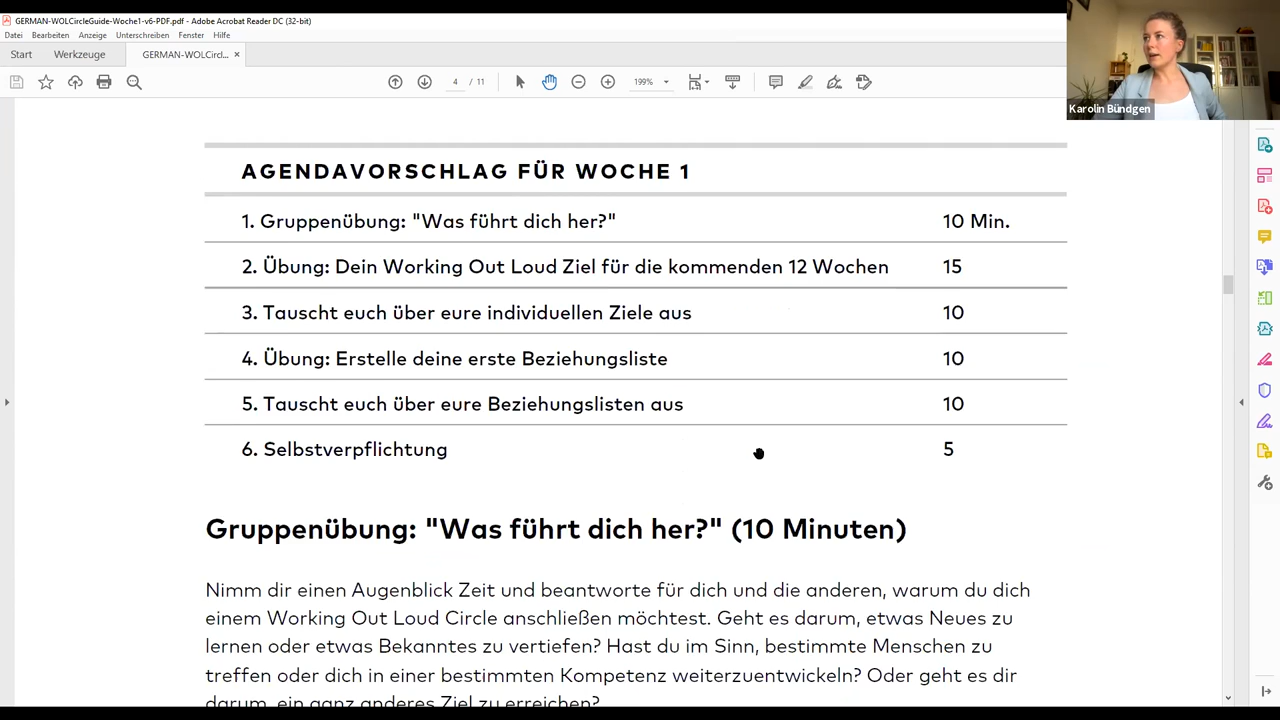 GERMAN-WOLCircleGuide-Woche1-v6-PDF.pdf - Adobe Acrobat Reader DC (32-bit)
Datei Bearbeiten Anzeige Unterschreiben Fenster Hilfe
Start Werkzeuge GERMAN-WOLCircl... ×
4 / 11 199%
Karolin Bündgen
AGENDAVORSCHLAG FÜR WOCHE 1
1. Gruppenübung: "Was führt dich her?" 10 Min.
2. Übung: Dein Working Out Loud Ziel für die kommenden 12 Wochen 15
3. Tauscht euch über eure individuellen Ziele aus 10
4. Übung: Erstelle deine erste Beziehungsliste 10
5. Tauscht euch über eure Beziehungslisten aus 10
6. Selbstverpflichtung 5
Gruppenübung: "Was führt dich her?" (10 Minuten)
Nimm dir einen Augenblick Zeit und beantworte für dich und die anderen, warum du dich
einem Working Out Loud Circle anschließen möchtest. Geht es darum, etwas Neues zu
lernen oder etwas Bekanntes zu vertiefen? Hast du im Sinn, bestimmte Menschen zu
treffen oder dich in einer bestimmten Kompetenz weiterzuentwickeln? Oder geht es dir
darum, ein ganz anderes Ziel zu erreichen?